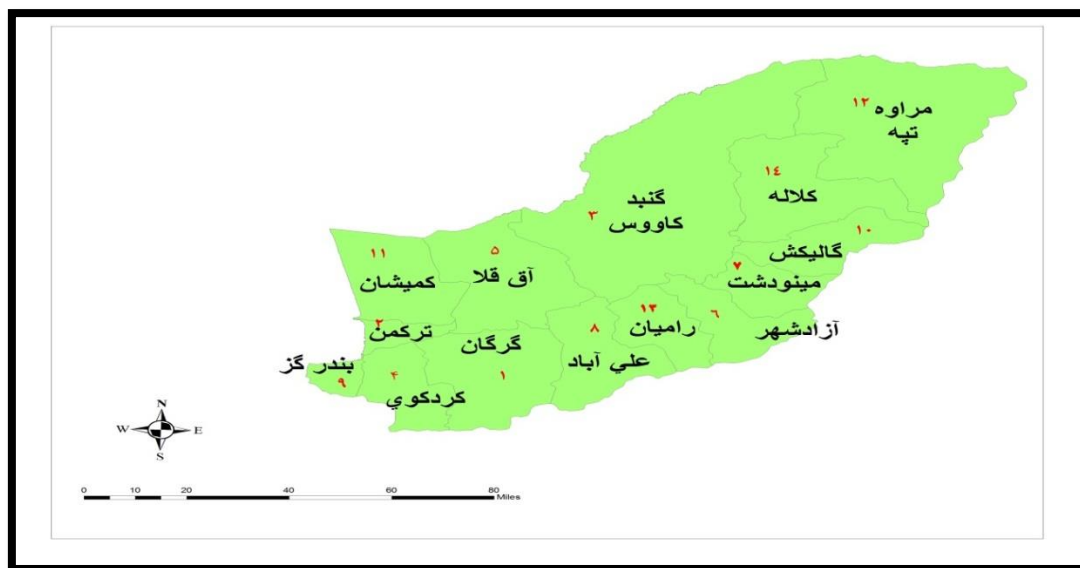 ۱۲
مراوه
تپه
۱٤
کلاله
گنبد
کاووس
۳
۱۰
گالیکش
۷
مینودشت
۱۱
کمیشان
۵
آق قلا
۲
ترکمن
گرگان
۱
۸
علي آباد
۱۳
رامیان
۶
آزادشهر
بندر گز
۹
۴
کردکوي
N
W
E
S
0 10 20 40 60 80
Miles